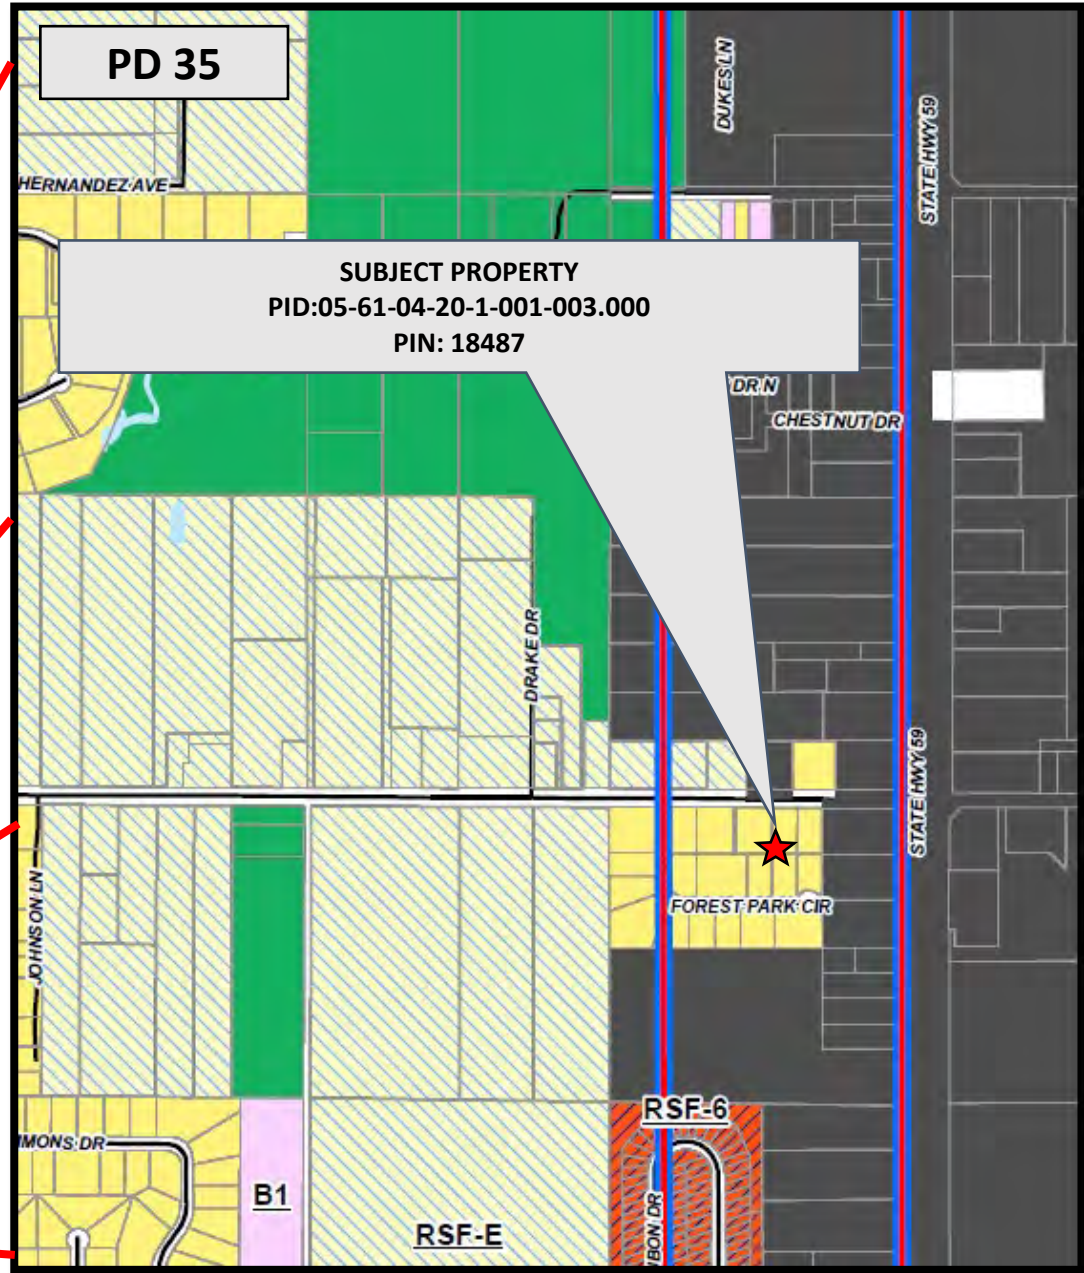 PD 35
DUKES LN
STATE HWY 59
HERNANDEZ AVE
SUBJECT PROPERTY
PID:05-61-04-20-1-001-003.000
PIN: 18487
DR N
CHESTNUT DR
DRAKE DR
STATE HWY 59
JOHNSON LN
FOREST PARK CIR
RSF-6
IMONS DR
B1
RSF-E
BON DR